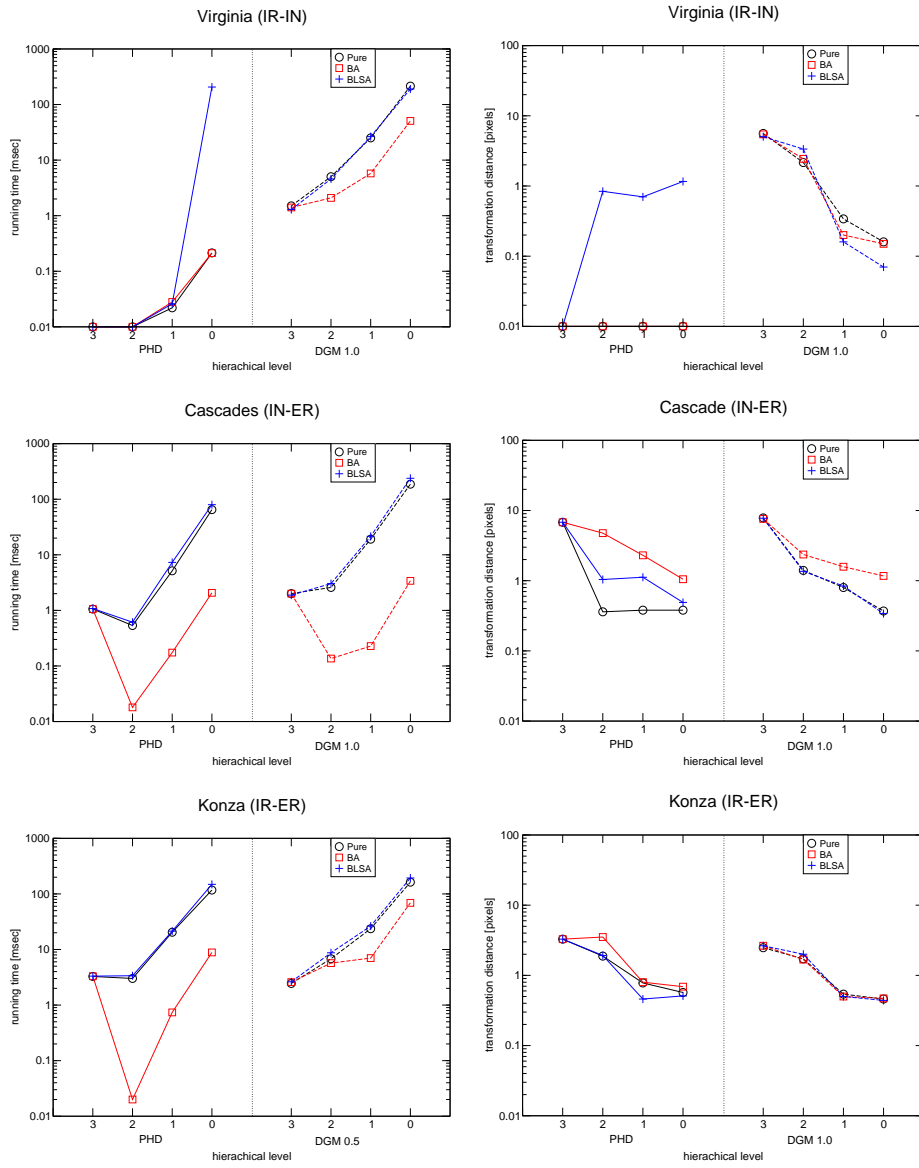 Virginia (IR-IN)
1000
100
10
1
0.1
0.01
running time [msec]
Pure
BA
BLSA
3 2 1 0 3 2 1 0
PHD DGM 1.0
hierachical level
Virginia (IR-IN)
100
10
1
0.1
0.01
transformation distance [pixels]
Pure
BA
BLSA
3 2 1 0 3 2 1 0
PHD DGM 1.0
hierachical level
Cascades (IN-ER)
1000
100
10
1
0.1
0.01
running time [msec]
Pure
BA
BLSA
3 2 1 0 3 2 1 0
PHD DGM 1.0
hierachical level
Cascade (IN-ER)
100
10
1
0.1
0.01
transformation distance [pixels]
Pure
BA
BLSA
3 2 1 0 3 2 1 0
PHD DGM 1.0
hierachical level
Konza (IR-ER)
1000
100
10
1
0.1
0.01
running time [msec]
Pure
BA
BLSA
3 2 1 0 3 2 1 0
PHD DGM 0.5
hierachical level
Konza (IR-ER)
100
10
1
0.1
0.01
transformation distance [pixels]
Pure
BA
BLSA
3 2 1 0 3 2 1 0
PHD DGM 1.0
hierachical level